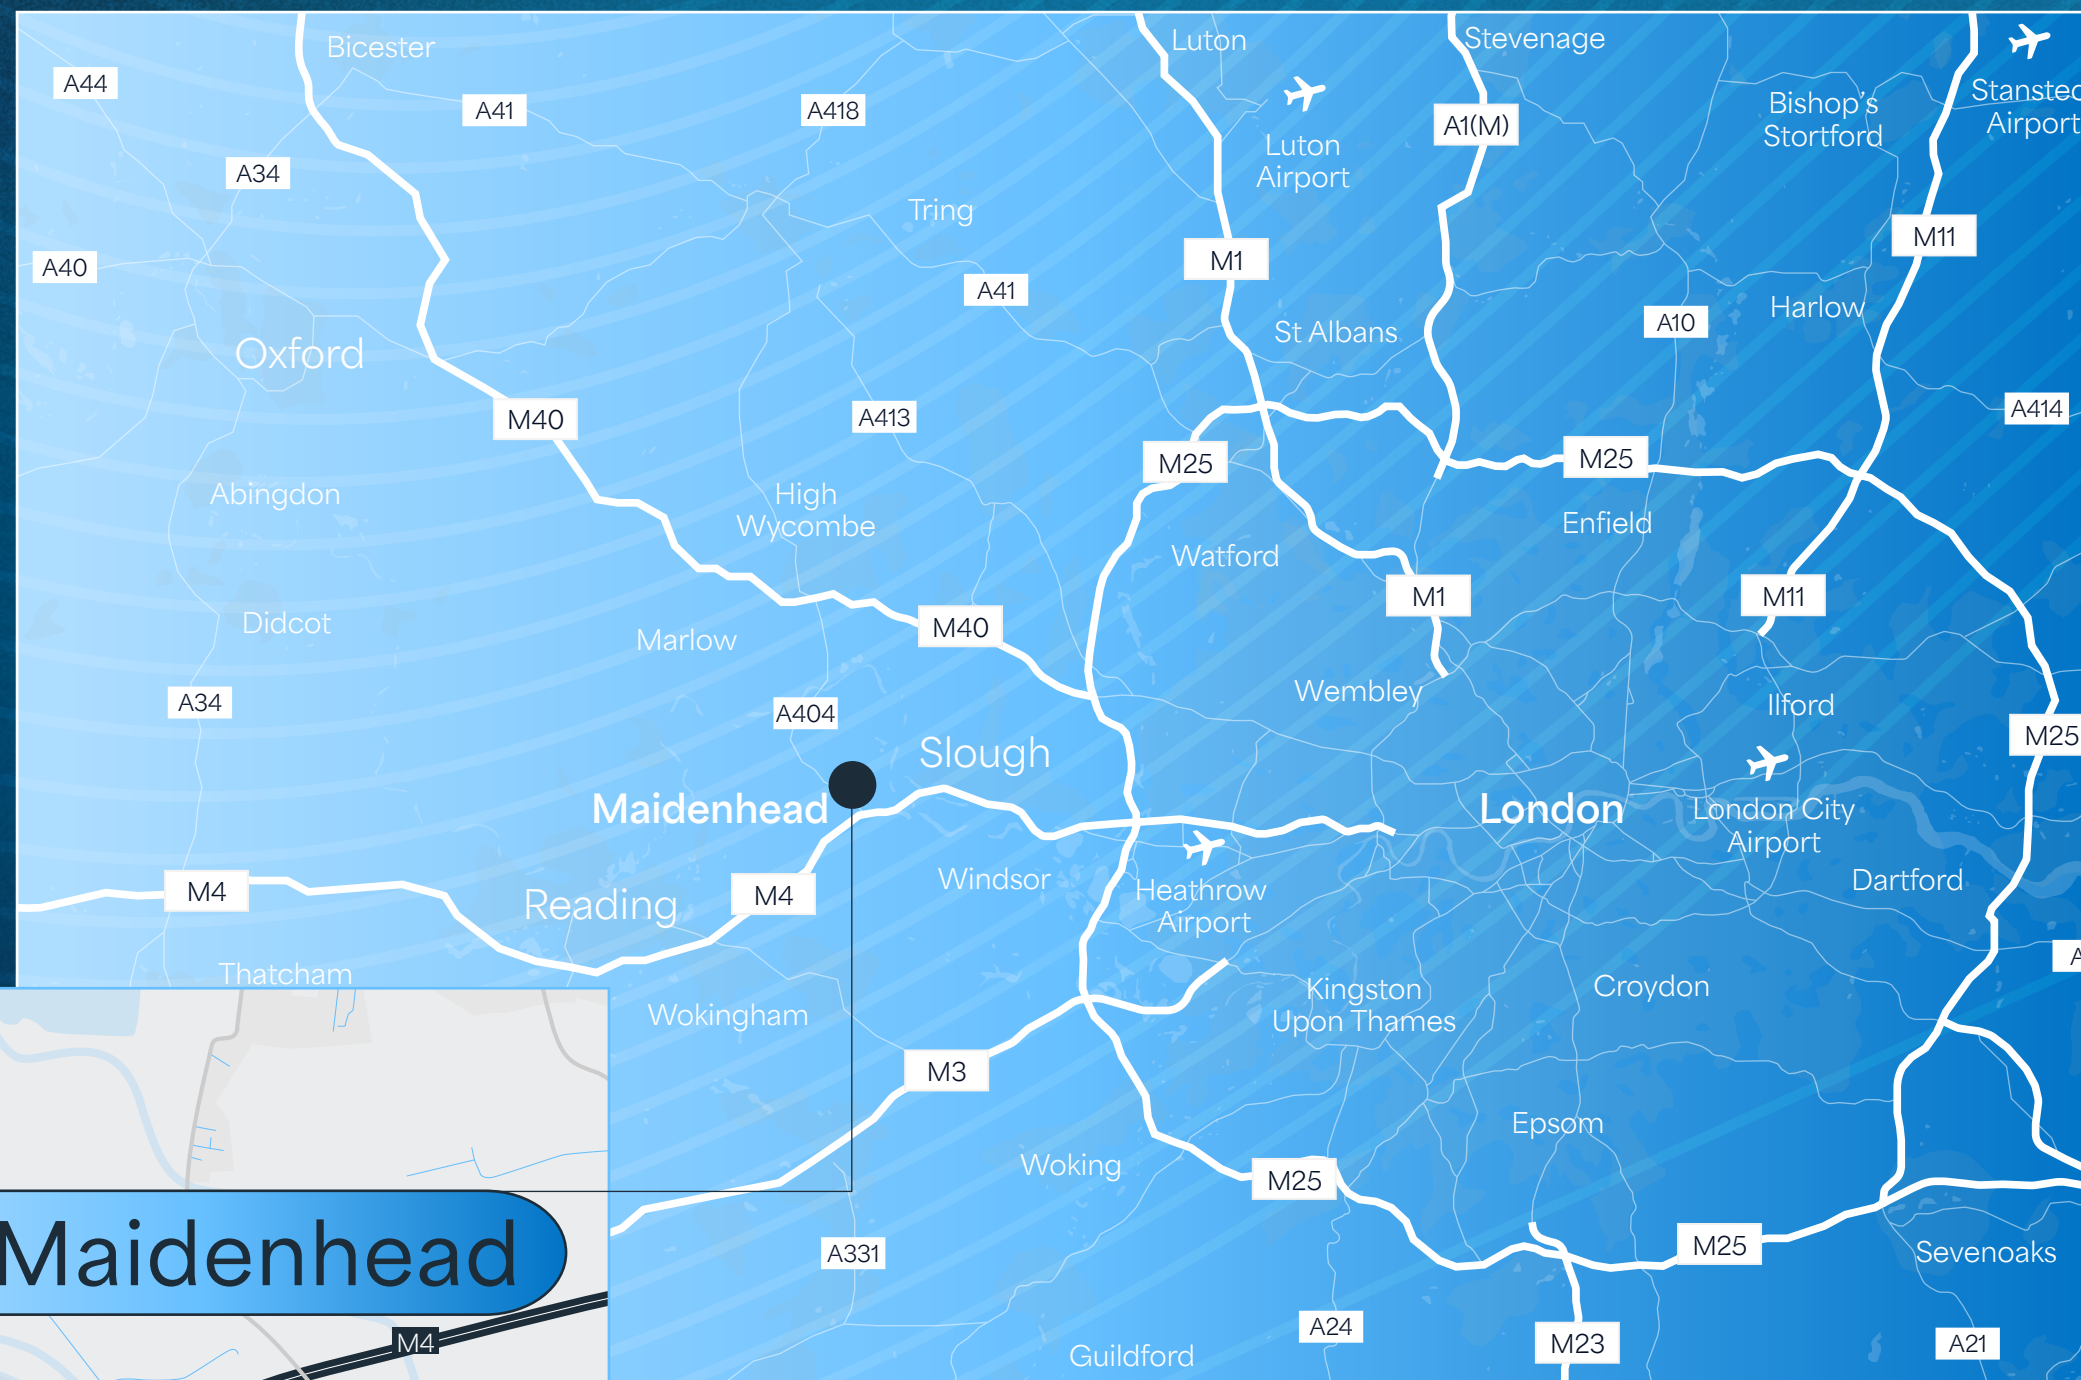 Bicester
Luton
Stevenage
A44
A41
A418
A1(M)
Bishop's
Stortford
Stansted
Airport
Luton
Airport
A34
Tring
M11
A40
M1
A41
A10
Harlow
St Albans
Oxford
M40
A413
A414
M25
M25
Abingdon
High
Wycombe
Enfield
Watford
M1
M11
Didcot
Marlow
M40
Wembley
Ilford
A34
A404
M25
Slough
Maidenhead
London
London City
Airport
Windsor
Heathrow
Airport
Dartford
M4
Reading
M4
Thatcham
Wokingham
Kingston
Upon Thames
Croydon
A
M3
Epsom
Woking
M25
Maidenhead
A331
M25
Sevenoaks
M4
Guildford
A24
M23
A21